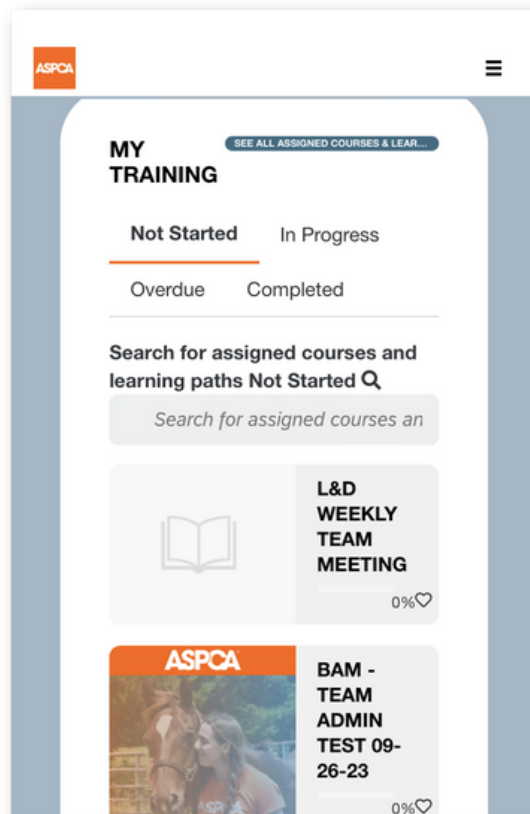 ASPCA
MY
TRAINING
SEE ALL ASSIGNED COURSES & LEAR...
Not Started
In Progress
Overdue
Completed
Search for assigned courses and
learning paths Not Started
Search for assigned courses an
L&D
WEEKLY
TEAM
MEETING
0%
ASPCA
BAM -
TEAM
ADMIN
TEST 09-
26-23
ASPCA
0%